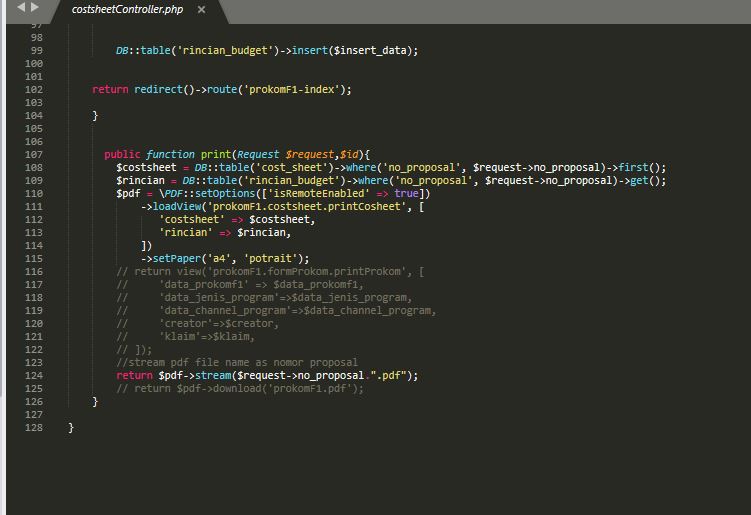 costsheetController.php ×
97
98
99 DB::table('rincian_budget')->insert($insert_data);
100
101
102 return redirect()->route('prokomF1-index');
103
104 }
105
106
107 public function print(Request $request,$id){
108 $costsheet = DB::table('cost_sheet')->where('no_proposal', $request->no_proposal)->first();
109 $rincian = DB::table('rincian_budget')->where('no_proposal', $request->no_proposal)->get();
110 $pdf = \PDF::setOptions(['isRemoteEnabled' => true])
111 ->loadView('prokomF1.costsheet.printCosheet', [
112 'costsheet' => $costsheet,
113 'rincian' => $rincian,
114 ])
115 ->setPaper('a4', 'potrait');
116 // return view('prokomF1.formProkom.printProkom', [
117 // 'data_prokomf1' => $data_prokomf1,
118 // 'data_jenis_program'=>$data_jenis_program,
119 // 'data_channel_program'=>$data_channel_program,
120 // 'creator'=>$creator,
121 // 'klaim'=>$klaim,
122 // ]);
123 //stream pdf file name as nomor proposal
124 return $pdf->stream($request->no_proposal.".pdf");
125 // return $pdf->download('prokomF1.pdf');
126 }
127
128 }